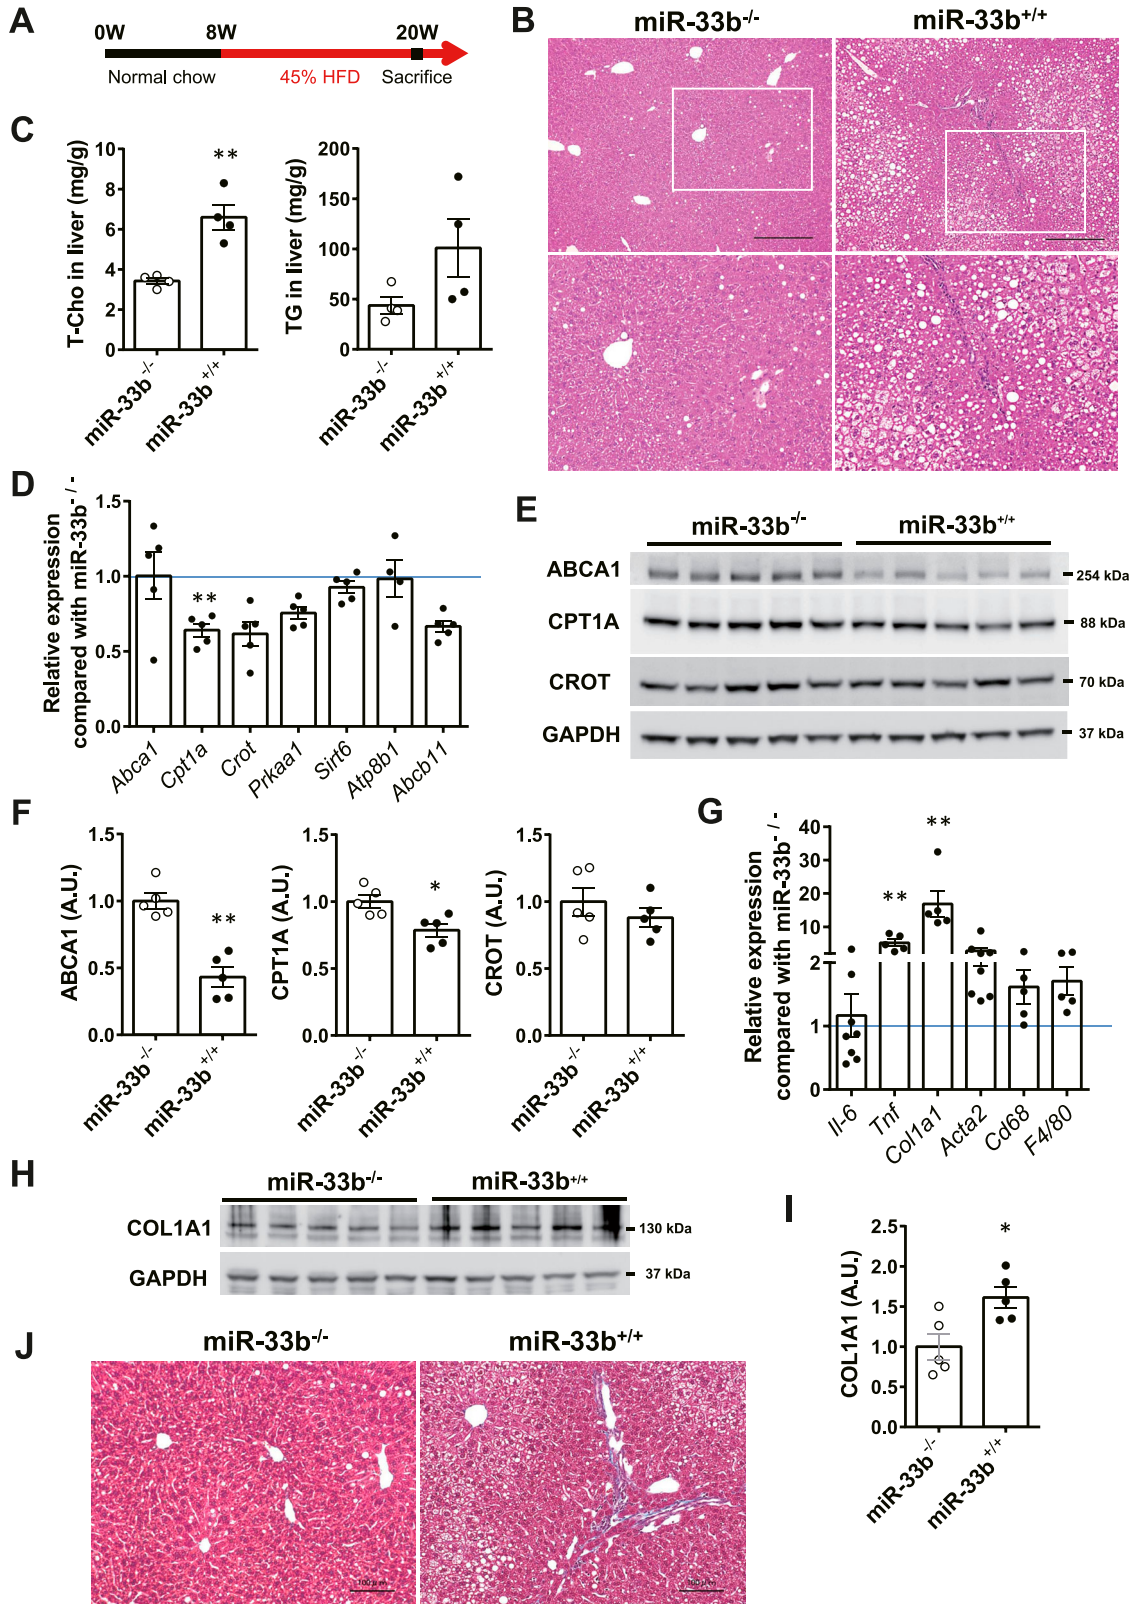 A
0W 8W 20W
Normal chow 45% HFD Sacrifice
B
miR-33b-/- miR-33b+/+
C
T-Cho in liver (mg/g)
10
8
6
4
2
0
**
miR-33b-/-
miR-33b+/+
TG in liver (mg/g)
200
150
100
50
0
miR-33b-/-
miR-33b+/+
D
Relative expression
compared with miR-33b-/-
1.5
1.0
0.5
0.0
**
Abca1
Cpt1a
Crot
Prkaa1
Sirt6
Atp8b1
Abcb11
E
miR-33b-/- miR-33b+/+
ABCA1 254 kDa
CPT1A 88 kDa
CROT 70 kDa
GAPDH 37 kDa
F
ABCA1 (A.U.)
1.5
1.0
0.5
0.0
**
miR-33b-/-
miR-33b+/+
CPT1A (A.U.)
1.5
1.0
0.5
0.0
*
miR-33b-/-
miR-33b+/+
CROT (A.U.)
1.5
1.0
0.5
0.0
miR-33b-/-
miR-33b+/+
G
Relative expression
compared with miR-33b-/-
40
30
20
10
2
1
0
**
**
Il-6
Tnf
Col1a1
Acta2
Cd68
F4/80
H
miR-33b-/- miR-33b+/+
COL1A1 130 kDa
GAPDH 37 kDa
I
COL1A1 (A.U.)
2.5
2.0
1.5
1.0
0.5
0.0
*
miR-33b-/-
miR-33b+/+
J
miR-33b-/- miR-33b+/+
100 μm
100 μm